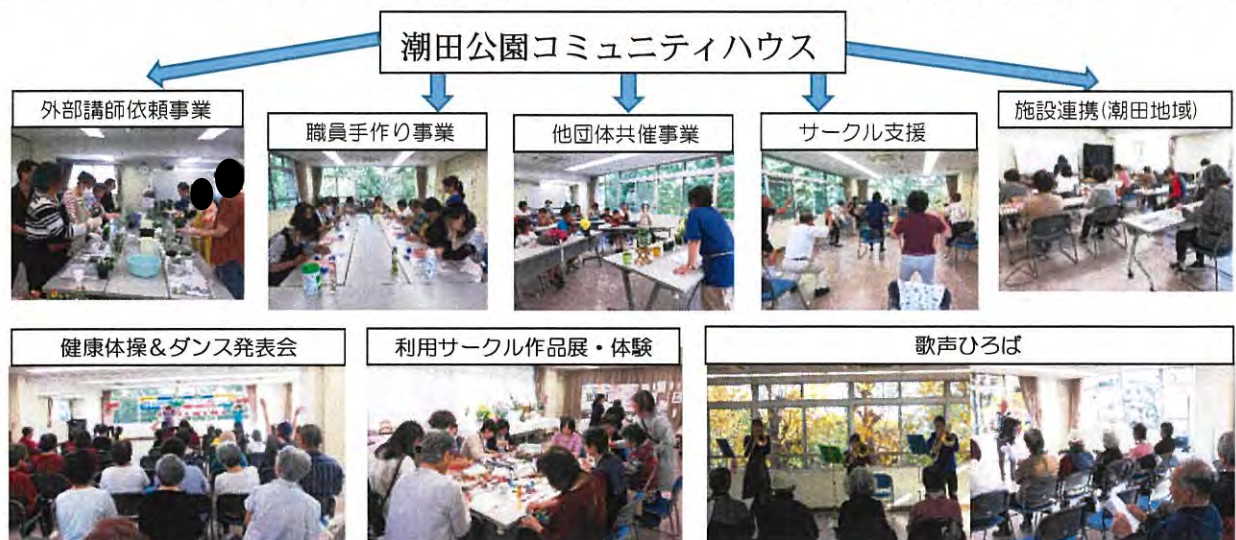 潮田公園コミュニティハウス
外部講師依頼事業
職員手作り事業
他団体共催事業
サークル支援
施設連携(潮田地域)
健康体操&ダンス発表会
利用サークル作品展・体験
歌声ひろば